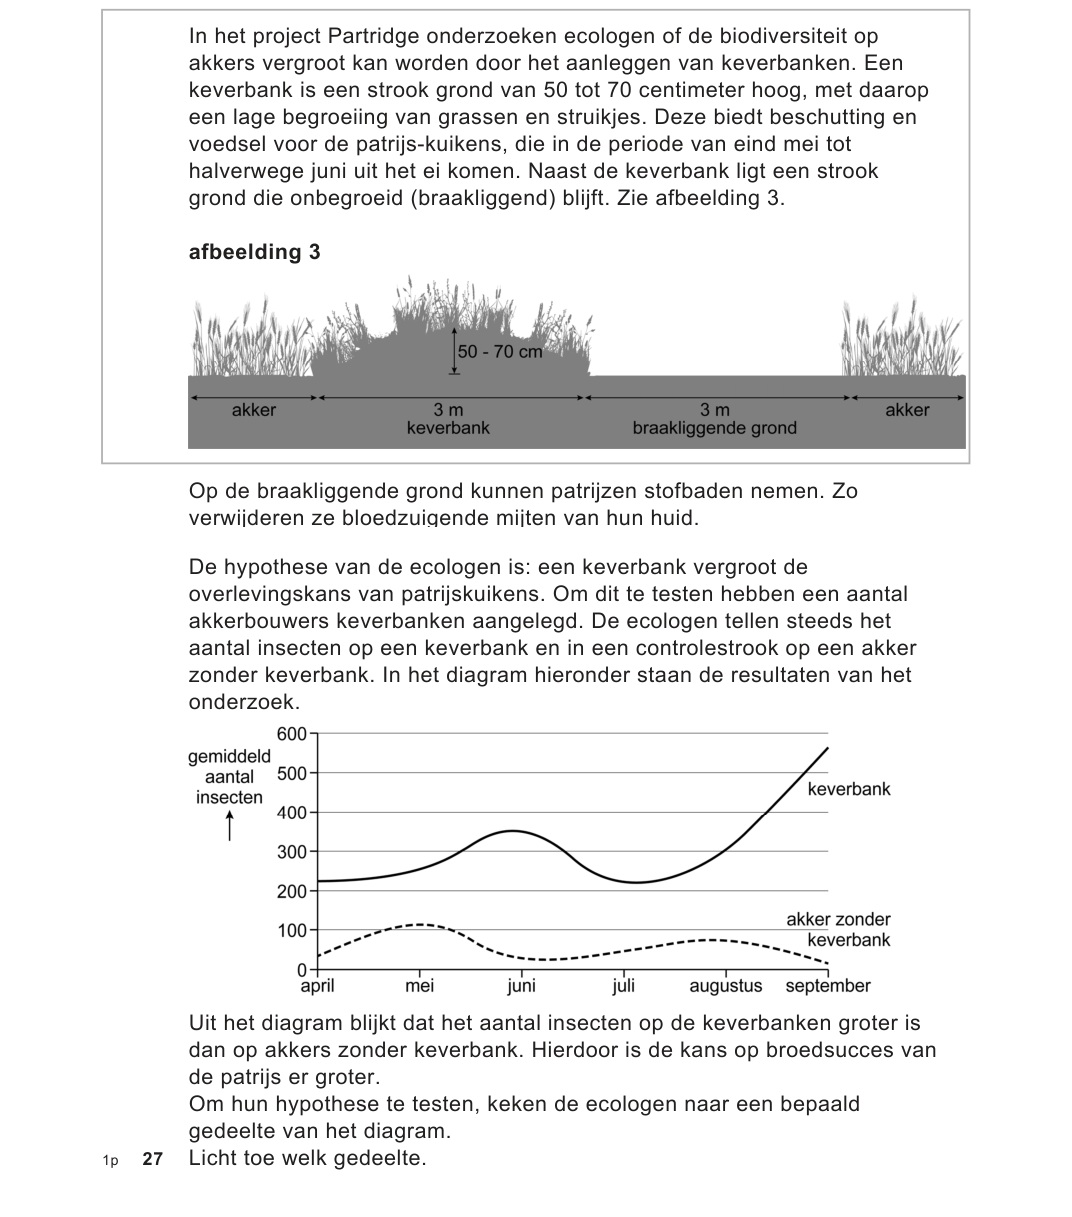 In het project Partridge onderzoeken ecologen of de biodiversiteit op
akkers vergroot kan worden door het aanleggen van keverbanken. Een
keverbank is een strook grond van 50 tot 70 centimeter hoog, met daarop
een lage begroeiing van grassen en struikjes. Deze biedt beschutting en
voedsel voor de patrijs-kuikens, die in de periode van eind mei tot
halverwege juni uit het ei komen. Naast de keverbank ligt een strook
grond die onbegroeid (braakliggend) blijft. Zie afbeelding 3.
afbeelding 3
50 - 70 cm
akker
3 m
keverbank
3 m
braakliggende grond
akker
Op de braakliggende grond kunnen patrijzen stofbaden nemen. Zo
verwijderen ze bloedzuigende mijten van hun huid.
De hypothese van de ecologen is: een keverbank vergroot de
overlevingskans van patrijskuikens. Om dit te testen hebben een aantal
akkerbouwers keverbanken aangelegd. De ecologen tellen steeds het
aantal insecten op een keverbank en in een controlestrook op een akker
zonder keverbank. In het diagram hieronder staan de resultaten van het
onderzoek.
gemiddeld
aantal
insecten
600
500
400
300
200
100
0
keverbank
akker zonder
keverbank
april mei juni juli augustus september
Uit het diagram blijkt dat het aantal insecten op de keverbanken groter is
dan op akkers zonder keverbank. Hierdoor is de kans op broedsucces van
de patrijs er groter.
Om hun hypothese te testen, keken de ecologen naar een bepaald
gedeelte van het diagram.
1p 27 Licht toe welk gedeelte.